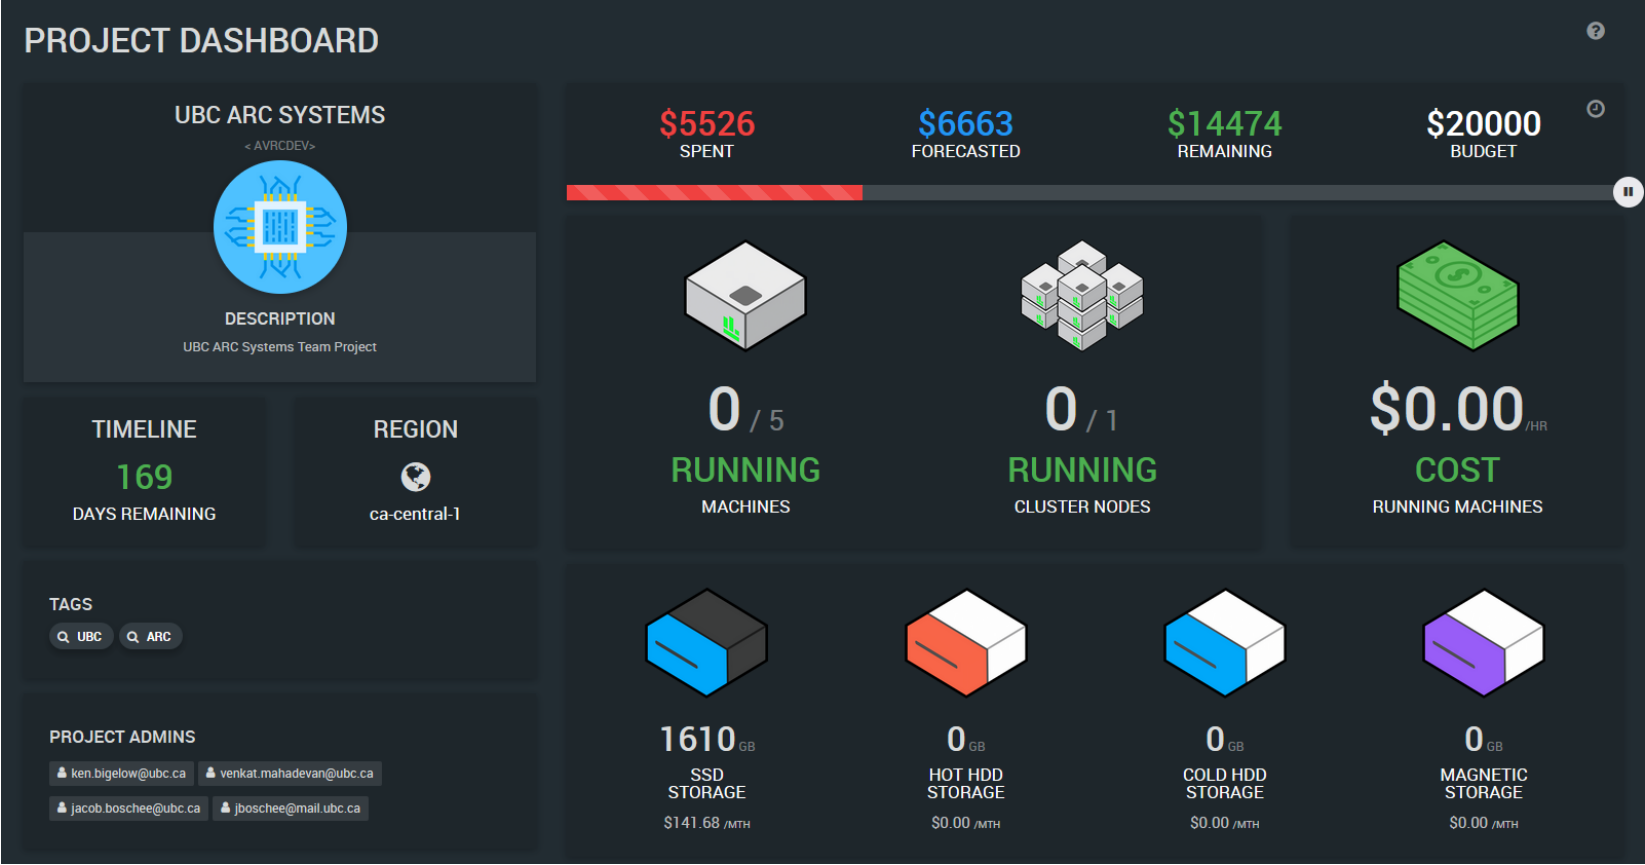 PROJECT DASHBOARD
UBC ARC SYSTEMS
< AVRCDEV>
DESCRIPTION
UBC ARC Systems Team Project
TIMELINE
169
DAYS REMAINING
REGION
ca-central-1
TAGS
UBC
ARC
PROJECT ADMINS
ken.bigelow@ubc.ca
venkat.mahadevan@ubc.ca
jacob.boschee@ubc.ca
jboschee@mail.ubc.ca
?
$5526
SPENT
$6663
FORECASTED
$14474
REMAINING
$20000
BUDGET
0 / 5
RUNNING
MACHINES
0 / 1
RUNNING
CLUSTER NODES
$0.00 /HR
COST
RUNNING MACHINES
1610 GB
SSD
STORAGE
$141.68 /MTH
0 GB
HOT HDD
STORAGE
$0.00 /MTH
0 GB
COLD HDD
STORAGE
$0.00 /MTH
0 GB
MAGNETIC
STORAGE
$0.00 /MTH